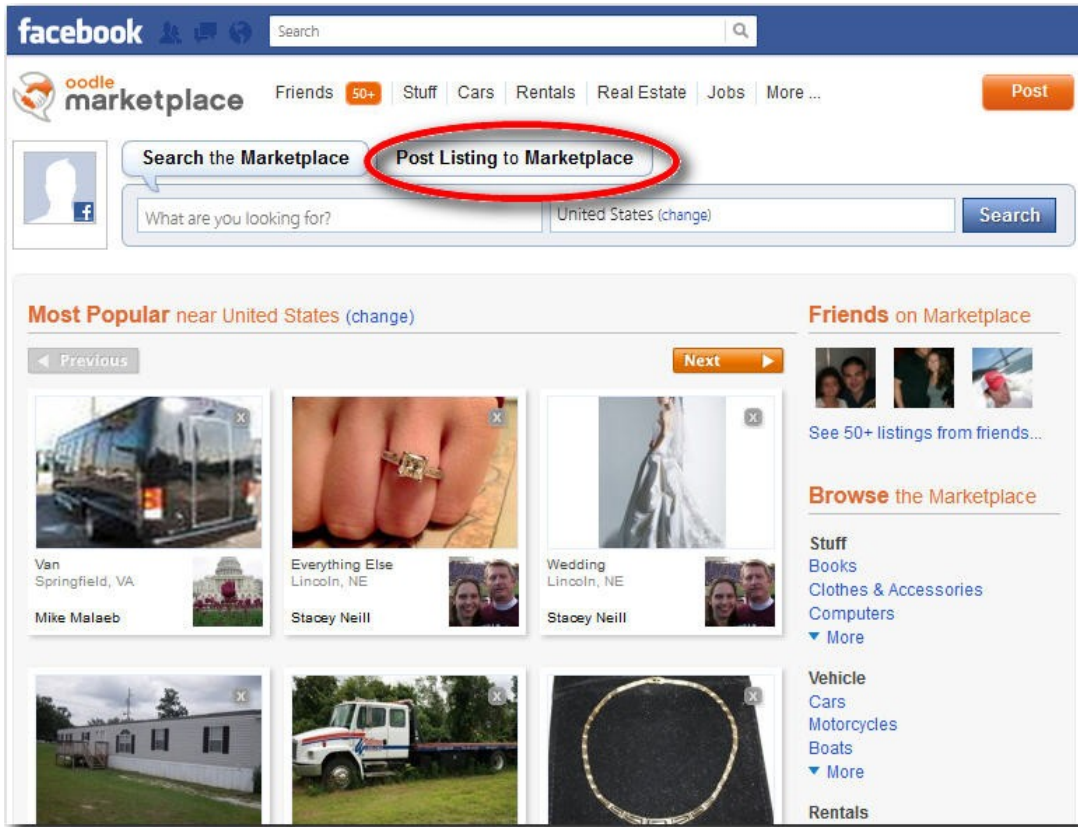 facebook
Search
oodle
marketplace
Friends 50+ Stuff Cars Rentals Real Estate Jobs More ...
Post
Search the Marketplace
Post Listing to Marketplace
f
What are you looking for?
United States (change)
Search
Most Popular near United States (change)
Previous
Next
x
x
x
Van
Springfield, VA
Mike Malaeb
Everything Else
Lincoln, NE
Stacey Neill
Wedding
Lincoln, NE
Stacey Neill
x
x
x
Friends on Marketplace
See 50+ listings from friends...
Browse the Marketplace
Stuff
Books
Clothes & Accessories
Computers
More
Vehicle
Cars
Motorcycles
Boats
More
Rentals